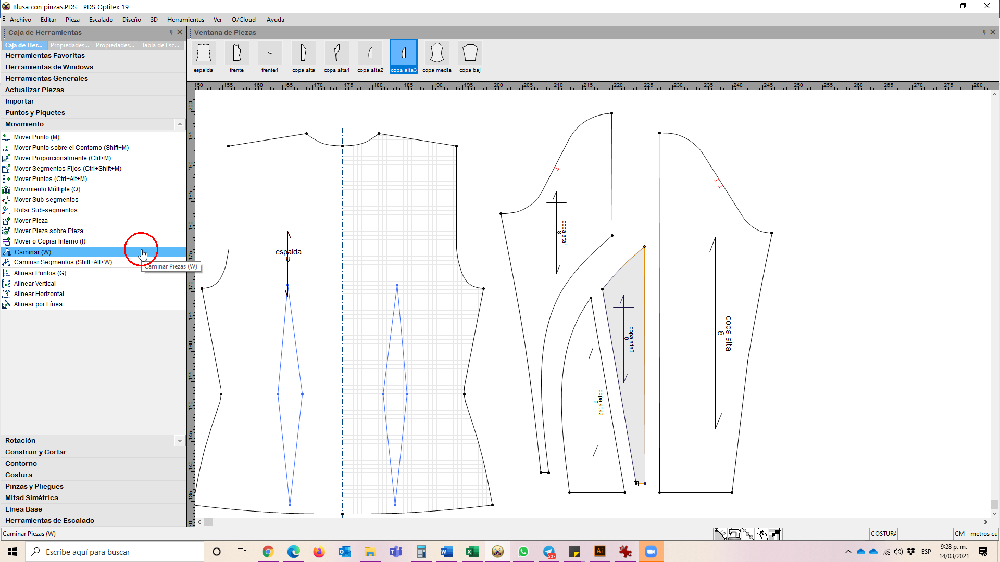 Blusa con pinzas.PDS - PDS Optitex 19
Archivo Editar Pieza Escalado Diseño 3D Herramientas Ver O/Cloud Ayuda
Caja de Herramientas
Ventana de Piezas
Caja de Her... Propiedades... Propiedades... Tabla de Esc...
Herramientas Favoritas
Herramientas de Windows
Herramientas Generales
Actualizar Piezas
Importar
Puntos y Piquetes
Movimiento
Mover Punto (M)
Mover Punto sobre el Contorno (Shift+M)
Mover Proporcionalmente (Ctrl+M)
Mover Segmentos Fijos (Ctrl+Shift+M)
Mover Puntos (Ctrl+Alt+M)
Movimiento Múltiple (Q)
Mover Sub-segmentos
Rotar Sub-segmentos
Mover Pieza
Mover Pieza sobre Pieza
Mover o Copiar Interno (I)
Caminar (W)
Caminar Segmentos (Shift+Alt+W)
Caminar Piezas (W)
Alinear Puntos (G)
Alinear Vertical
Alinear Horizontal
Alinear por Línea
Rotación
Construir y Cortar
Contorno
Costura
Pinzas y Pliegues
Mitad Simétrica
Línea Base
Herramientas de Escalado
espalda frente frente1 copa alta copa alta1 copa alta2 copa alta3 copa media copa baj
150 155 160 165 170 175 180 185 190 195 200 205 210 215 220 225 230 235 240 245 250 255 260 265 270 275 280
200
195
190
185
180
175
170
165
160
155
150
145
140
135
130
espalda
8
copa alta1
8
copa alta2
8
copa alta3
8
copa alta
8
Caminar Piezas (W)
COSTURA
CM - metros cu
Escribe aquí para buscar
507
ESP
9:28 p. m.
14/03/2021